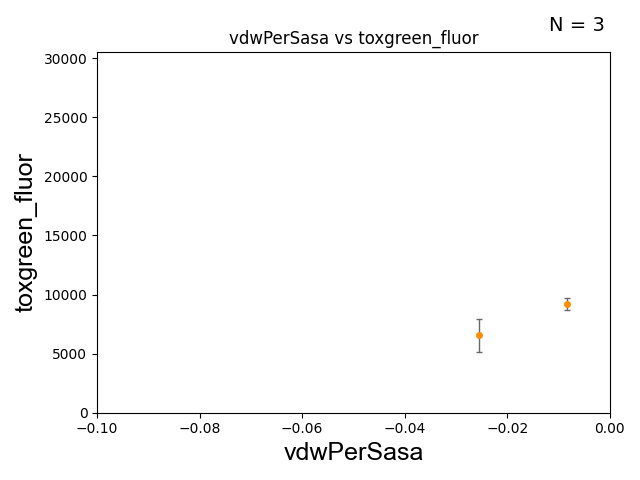 N = 3
vdwPerSasa vs toxgreen_fluor
30000
25000
20000
15000
10000
5000
0
toxgreen_fluor
−0.10 −0.08 −0.06 −0.04 −0.02 0.00
vdwPerSasa